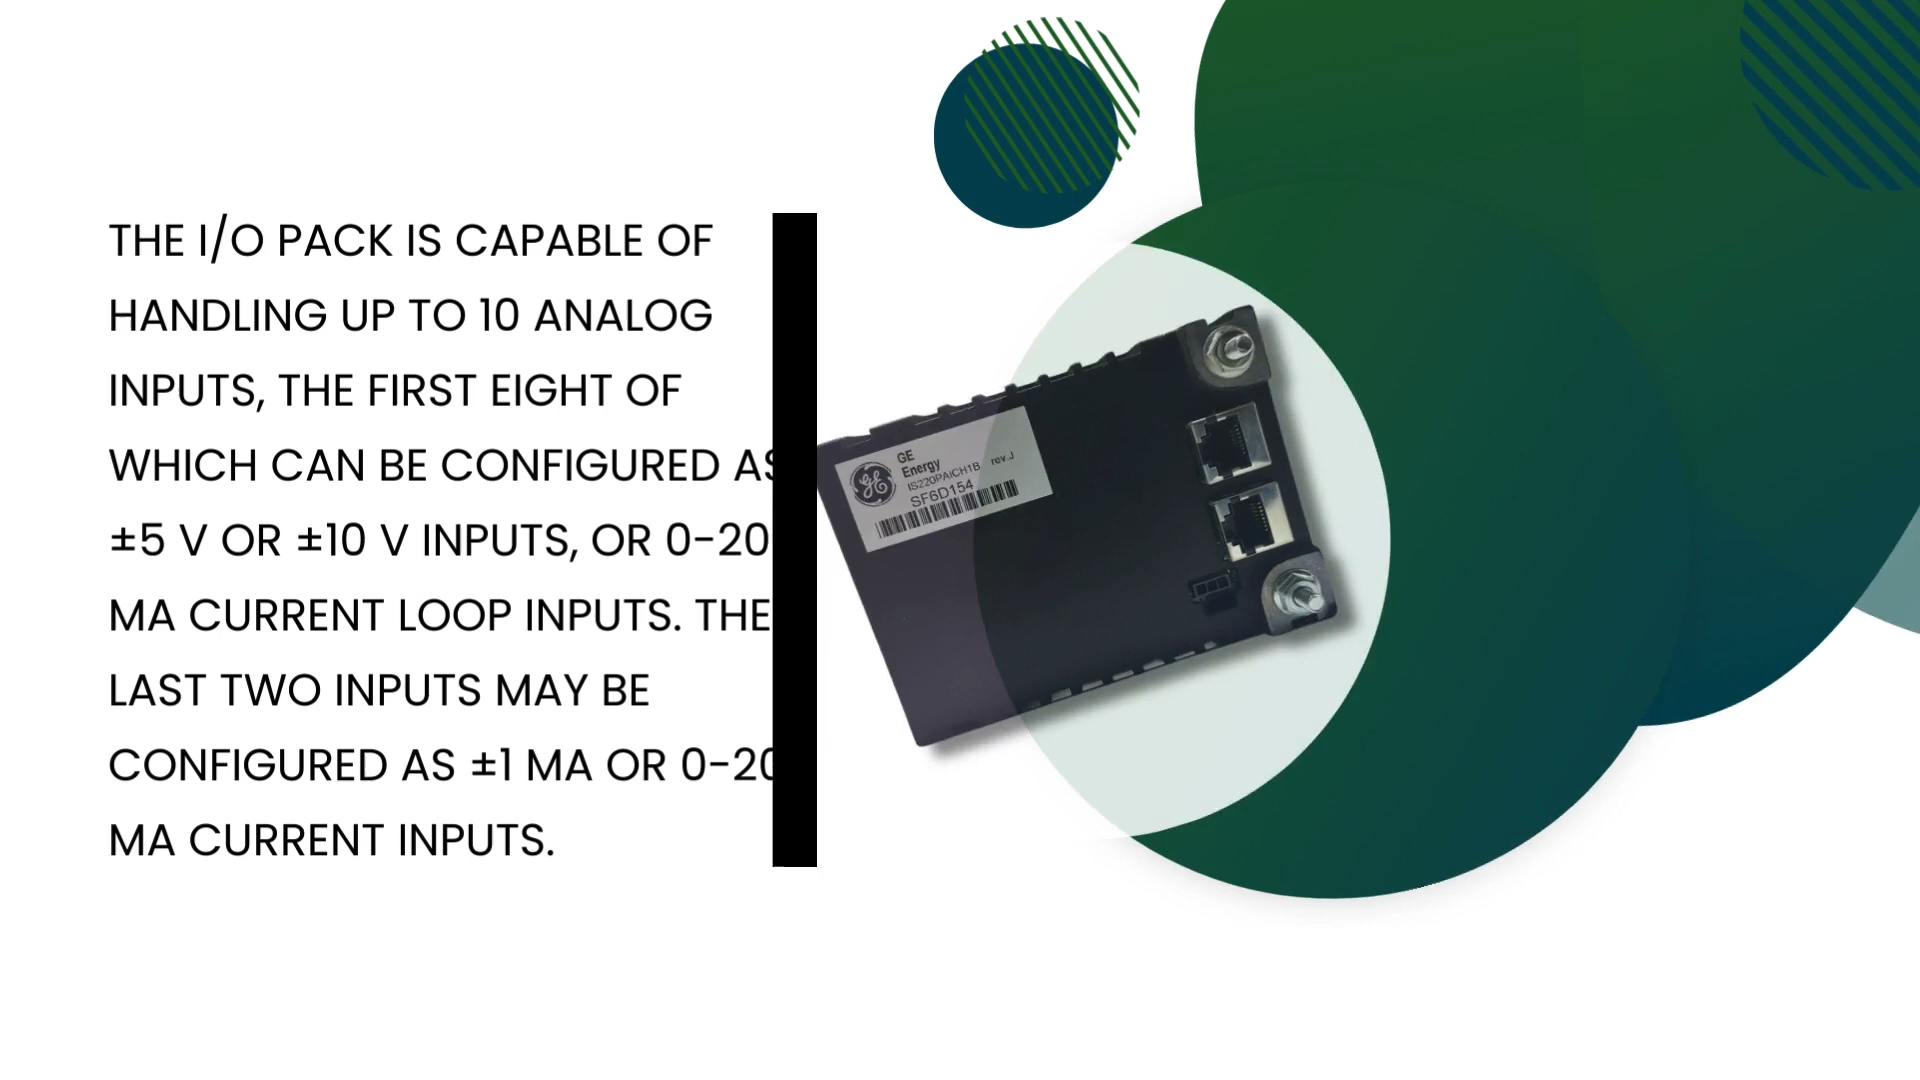 THE I/O PACK IS CAPABLE OF
HANDLING UP TO 10 ANALOG
INPUTS, THE FIRST EIGHT OF
WHICH CAN BE CONFIGURED AS
±5 V OR ±10 V INPUTS, OR 0-20
MA CURRENT LOOP INPUTS. THE
LAST TWO INPUTS MAY BE
CONFIGURED AS ±1 MA OR 0-20
MA CURRENT INPUTS.
GE
Energy
IS220PAICH1B rev.J
SF6D154